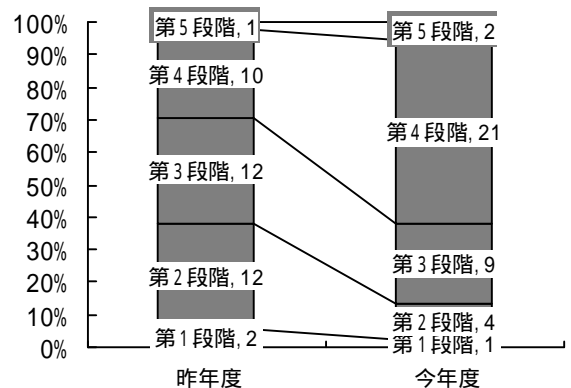 100%
90%
80%
70%
60%
50%
40%
30%
20%
10%
0%
第5段階, 1
第4段階, 10
第3段階, 12
第2段階, 12
第1段階, 2
第5段階, 2
第4段階, 21
第3段階, 9
第2段階, 4
第1段階, 1
昨年度
今年度